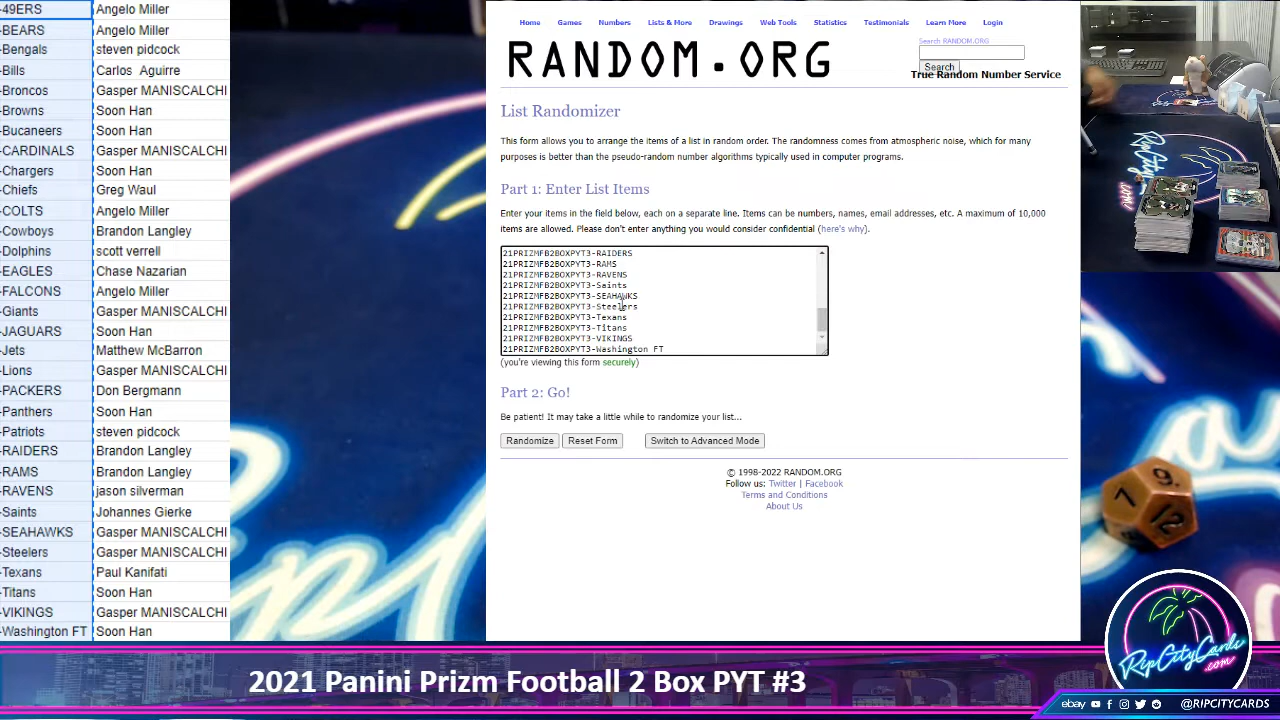 -49ERS Angelo Miller
-BEARS Angelo Miller
-Bengals steven pidcock
-Bills Carlos Aguirre
-Broncos Gasper MANISCALCHI
-Browns Soon Han
-Bucaneers Soon Han
-CARDINALS Gasper MANISCALCHI
-Chargers Soon Han
-Chiefs Greg Waul
-COLTS Angelo Miller
-Cowboys Brandon Langley
-Dolphins scott verrell
-EAGLES Chase Nazarian
-FALCONS Angelo Miller
-Giants Gasper MANISCALCHI
-JAGUARS Soon Han
-Jets Matthew McBarron
-Lions Gasper MANISCALCHI
-PACKERS Don Bergmann
-Panthers Soon Han
-Patriots steven pidcock
-RAIDERS Brandon Langley
-RAMS Brandon Langley
-RAVENS jason silverman
-Saints Johannes Gierke
-SEAHAWKS Gasper MANISCALCHI
-Steelers Gasper MANISCALCHI
-Texans Paul Kanifati
-Titans Soon Han
-VIKINGS Gasper MANISCALCHI
-Washington FT Soon Han
Home Games Numbers Lists & More Drawings Web Tools Statistics Testimonials Learn More Login
RANDOM.ORG
Search RANDOM.ORG
Search
True Random Number Service
List Randomizer
This form allows you to arrange the items of a list in random order. The randomness comes from atmospheric noise, which for many
purposes is better than the pseudo-random number algorithms typically used in computer programs.
Part 1: Enter List Items
Enter your items in the field below, each on a separate line. Items can be numbers, names, email addresses, etc. A maximum of 10,000
items are allowed. Please don't enter anything you would consider confidential (here's why).
21PRIZMFB2BOXPYT3-RAIDERS
21PRIZMFB2BOXPYT3-RAMS
21PRIZMFB2BOXPYT3-RAVENS
21PRIZMFB2BOXPYT3-Saints
21PRIZMFB2BOXPYT3-SEAHAWKS
21PRIZMFB2BOXPYT3-Steelers
21PRIZMFB2BOXPYT3-Texans
21PRIZMFB2BOXPYT3-Titans
21PRIZMFB2BOXPYT3-VIKINGS
21PRIZMFB2BOXPYT3-Washington FT
(you're viewing this form securely)
Part 2: Go!
Be patient! It may take a little while to randomize your list...
Randomize Reset Form Switch to Advanced Mode
© 1998-2022 RANDOM.ORG
Follow us: Twitter | Facebook
Terms and Conditions
About Us
7 9. 12
RipCityCards
.com
2021 Panini Prizm Football 2 Box PYT #3
ebay @RIPCITYCARDS